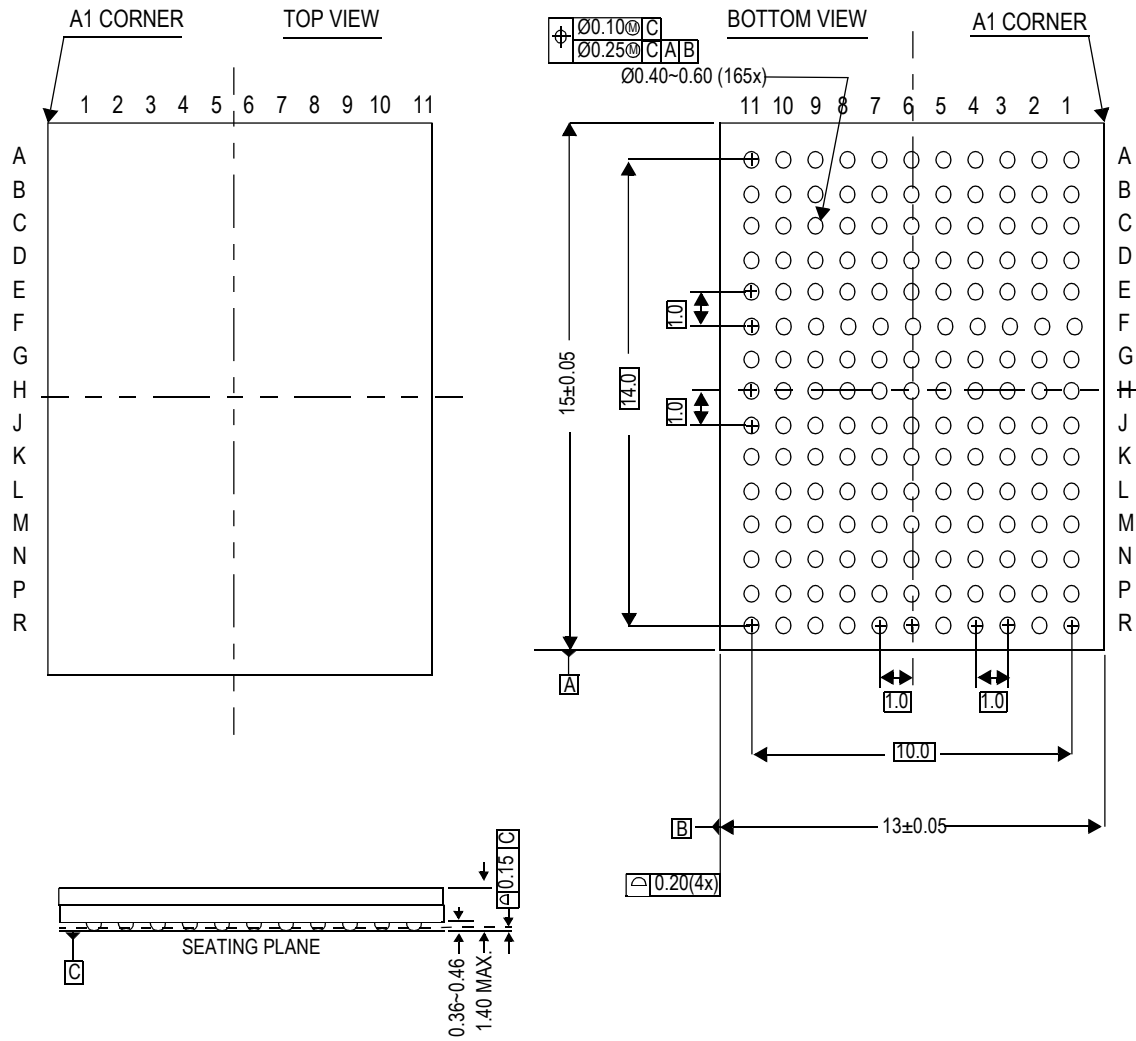 A1 CORNER
TOP VIEW
1 2 3 4 5 6 7 8 9 10 11
A
B
C
D
E
F
G
H
J
K
L
M
N
P
R
Ø0.10Ⓜ C
Ø0.25Ⓜ C A B
Ø0.40~0.60 (165x)
BOTTOM VIEW
A1 CORNER
11 10 9 8 7 6 5 4 3 2 1
A
B
C
D
E
F
G
H
J
K
L
M
N
P
R
15±0.05
14.0
1.0
1.0
A
1.0
1.0
10.0
B
13±0.05
0.20(4x)
0.15 C
SEATING PLANE
C
0.36~0.46
1.40 MAX.